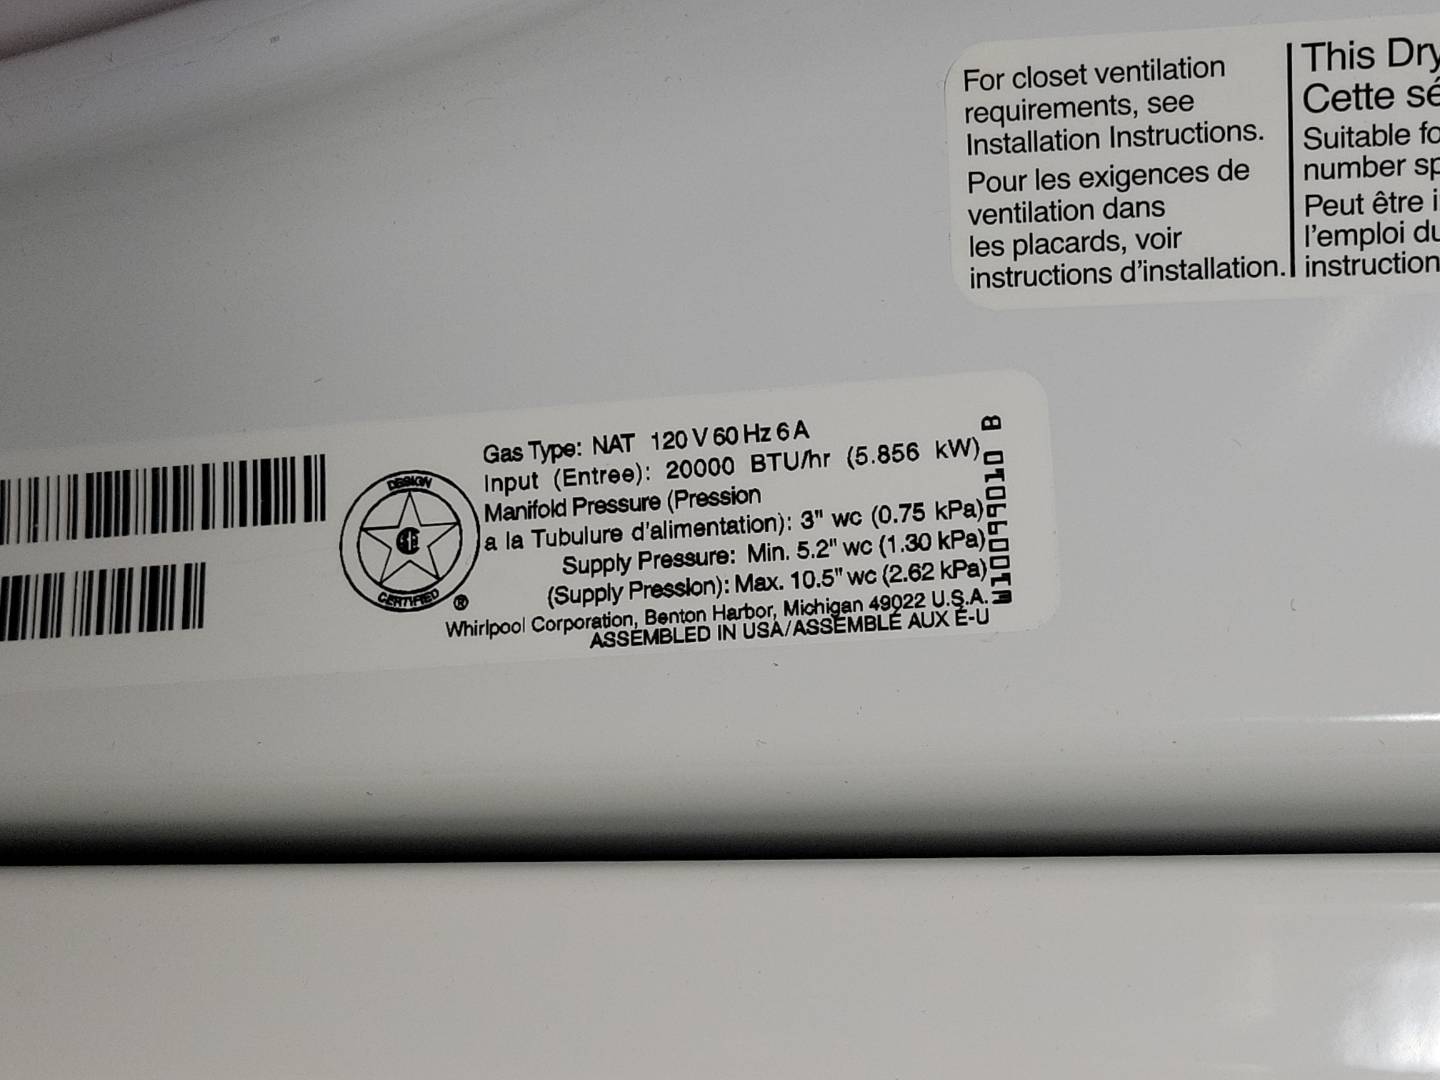 For closet ventilation
requirements, see
Installation Instructions.
Pour les exigences de
ventilation dans
les placards, voir
instructions d'installation.
This Dry
Cette sé
Suitable fo
number sp
Peut être i
l'emploi du
instruction
DESIGN
CERTIFIED
®
Gas Type: NAT 120 V 60 Hz 6 A
Input (Entree): 20000 BTU/hr (5.856 kW)
Manifold Pressure (Pression
a la Tubulure d'alimentation): 3" wc (0.75 kPa)
Supply Pressure: Min. 5.2" wc (1.30 kPa)
(Supply Pression): Max. 10.5" wc (2.62 kPa)
Whirlpool Corporation, Benton Harbor, Michigan 49022 U.S.A.
ASSEMBLED IN USA/ASSEMBLÉ AUX É-U